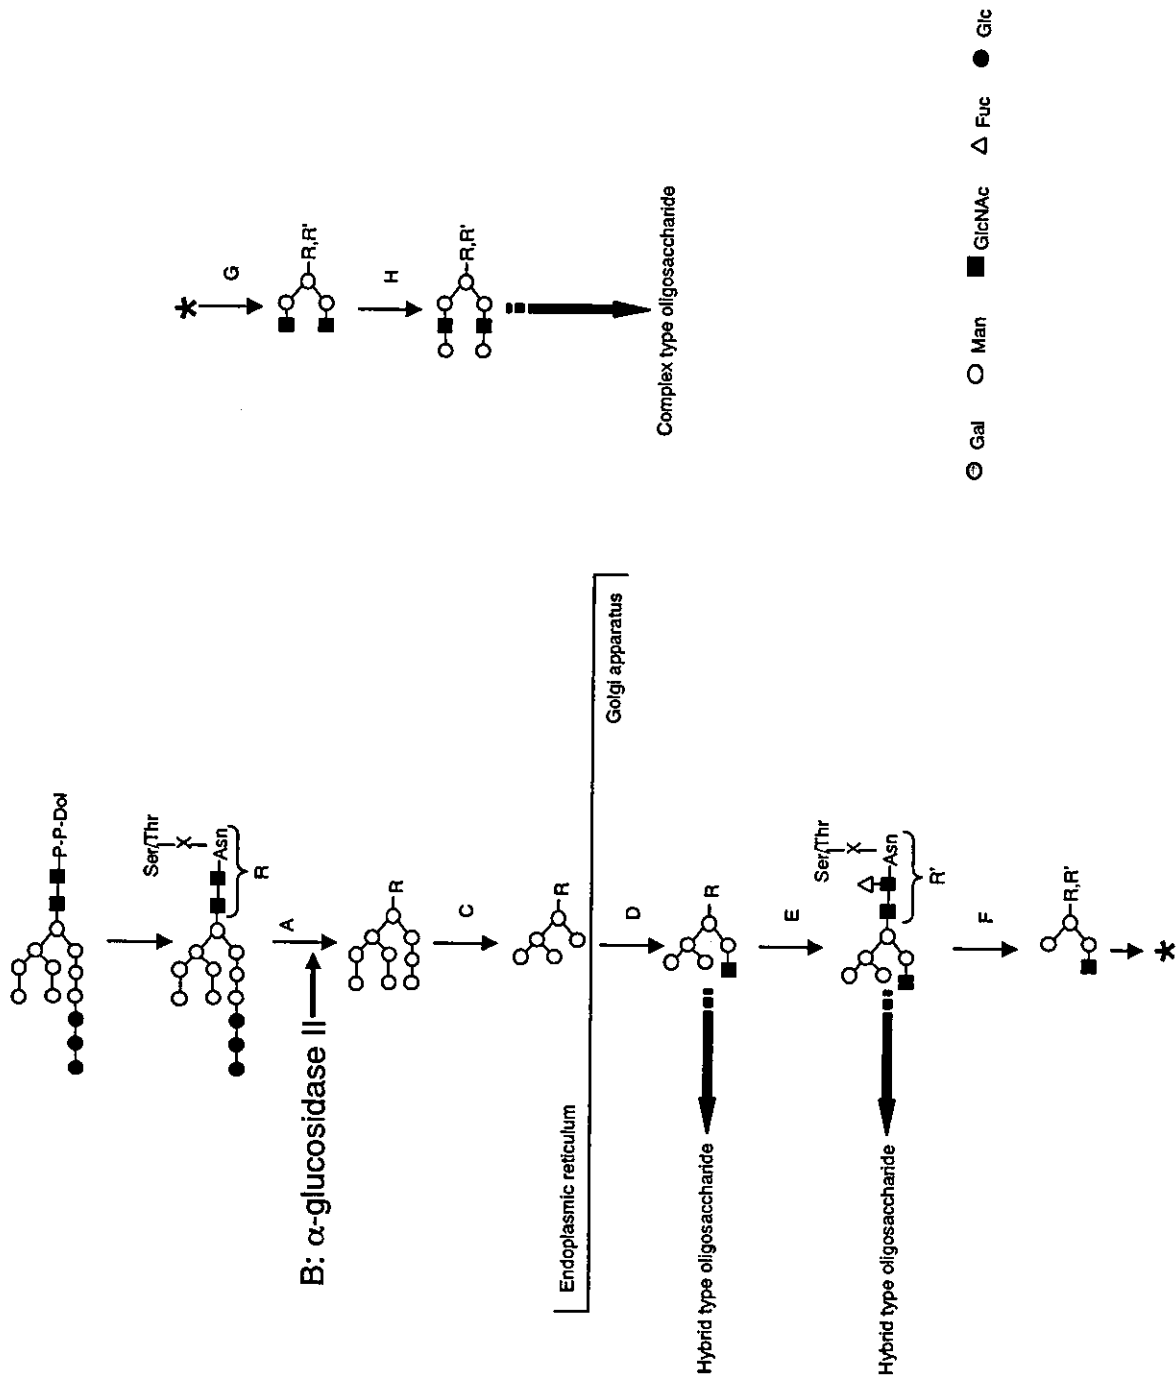 P-P-Dol
Ser/Thr
X
Asn
R
A
B: α-glucosidase II
R
C
R
Endoplasmic reticulum
Golgi apparatus
D
R
Hybrid type oligosaccharide
E
Ser/Thr
X
Asn
R'
Hybrid type oligosaccharide
F
R,R'
*
*
G
R,R'
H
R,R'
Complex type oligosaccharide
Gal
Man
GlcNAc
Fuc
Glc